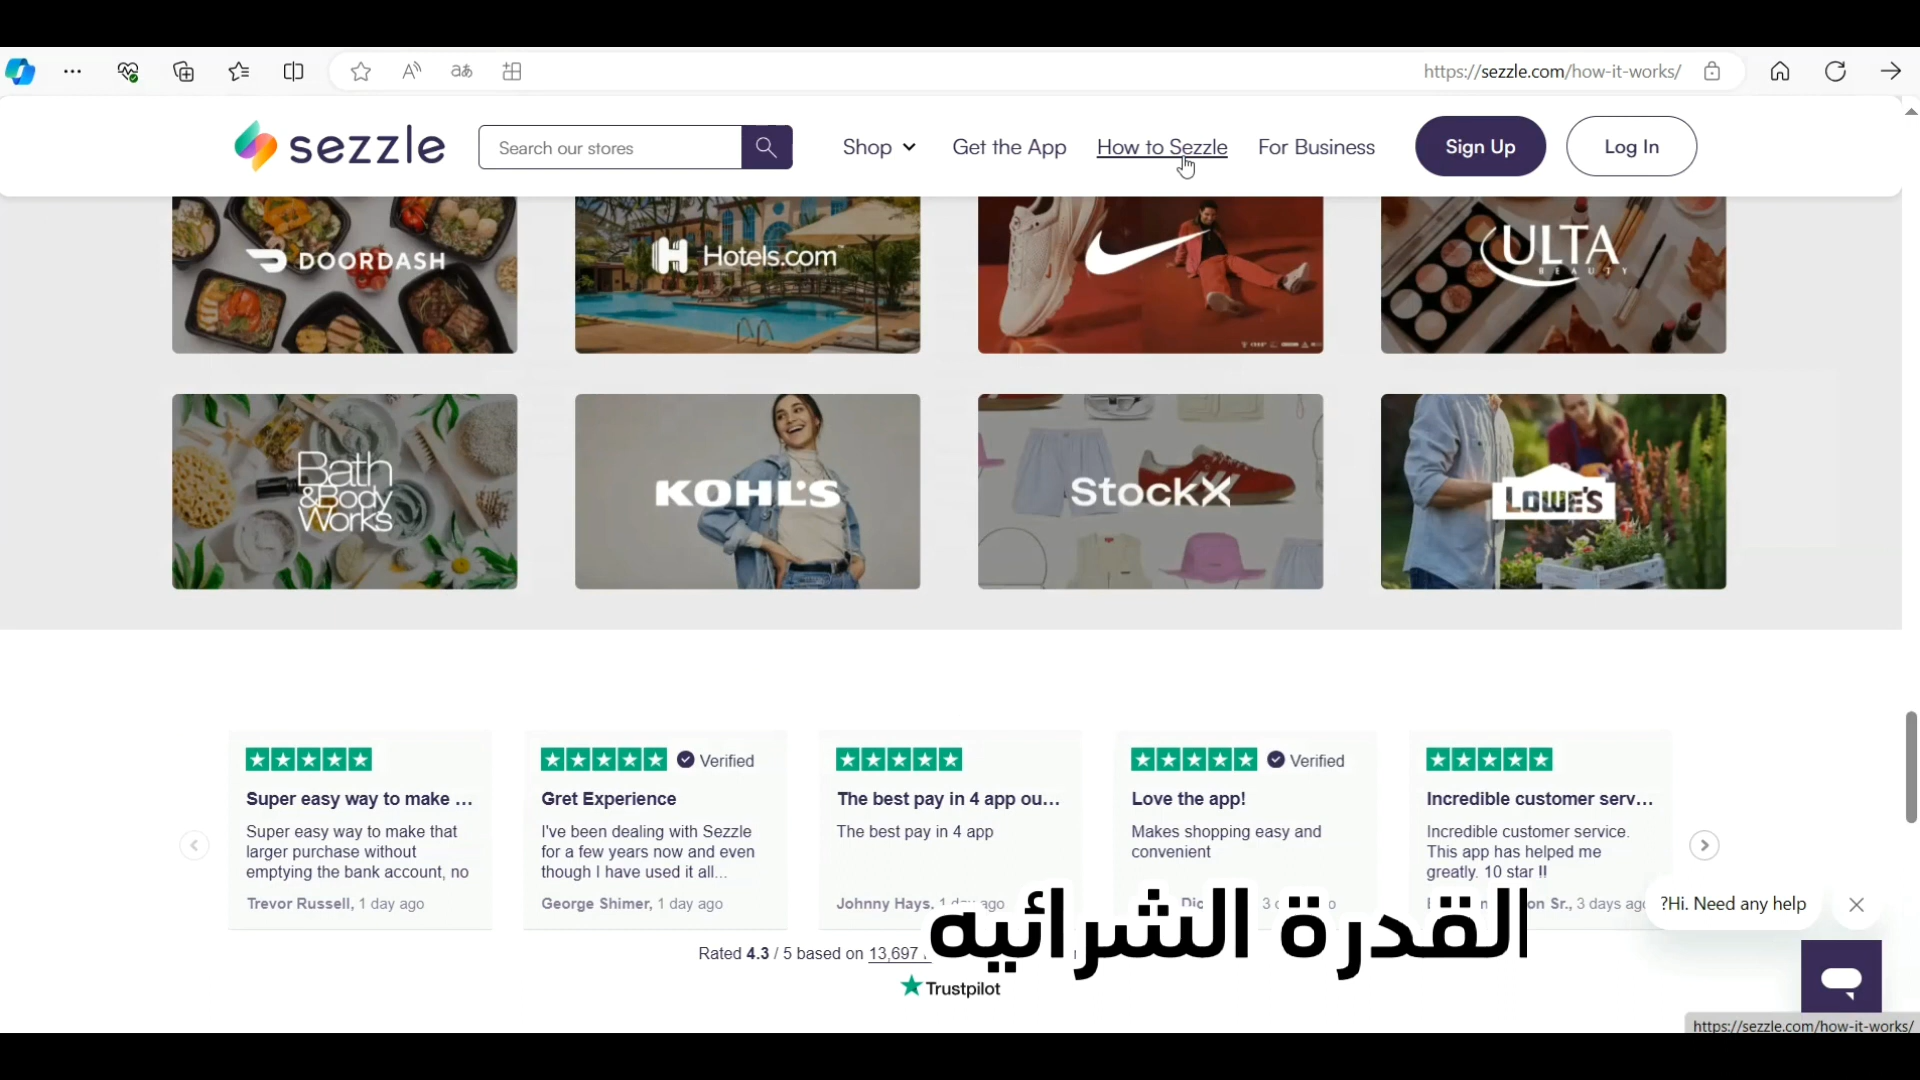 https://sezzle.com/how-it-works/
sezzle
Search our stores
Shop
Get the App
How to Sezzle
For Business
Sign Up
Log In
DOORDASH
Hotels.com
ULTA
BEAUTY
Bath
&Body
Works
KOHL'S
StockX
LOWE'S
Super easy way to make ...
Super easy way to make that
larger purchase without
emptying the bank account, no
Trevor Russell, 1 day ago
Verified
Gret Experience
I've been dealing with Sezzle
for a few years now and even
though I have used it all...
George Shimer, 1 day ago
The best pay in 4 app ou...
The best pay in 4 app
Johnny Hays, 1 day ago
Verified
Love the app!
Makes shopping easy and
convenient
Incredible customer serv...
Incredible customer service.
This app has helped me
greatly. 10 star !!
on Sr., 3 days ago
?Hi. Need any help
القدرة الشرائيه
Rated 4.3 / 5 based on 13,697
Trustpilot
https://sezzle.com/how-it-works/